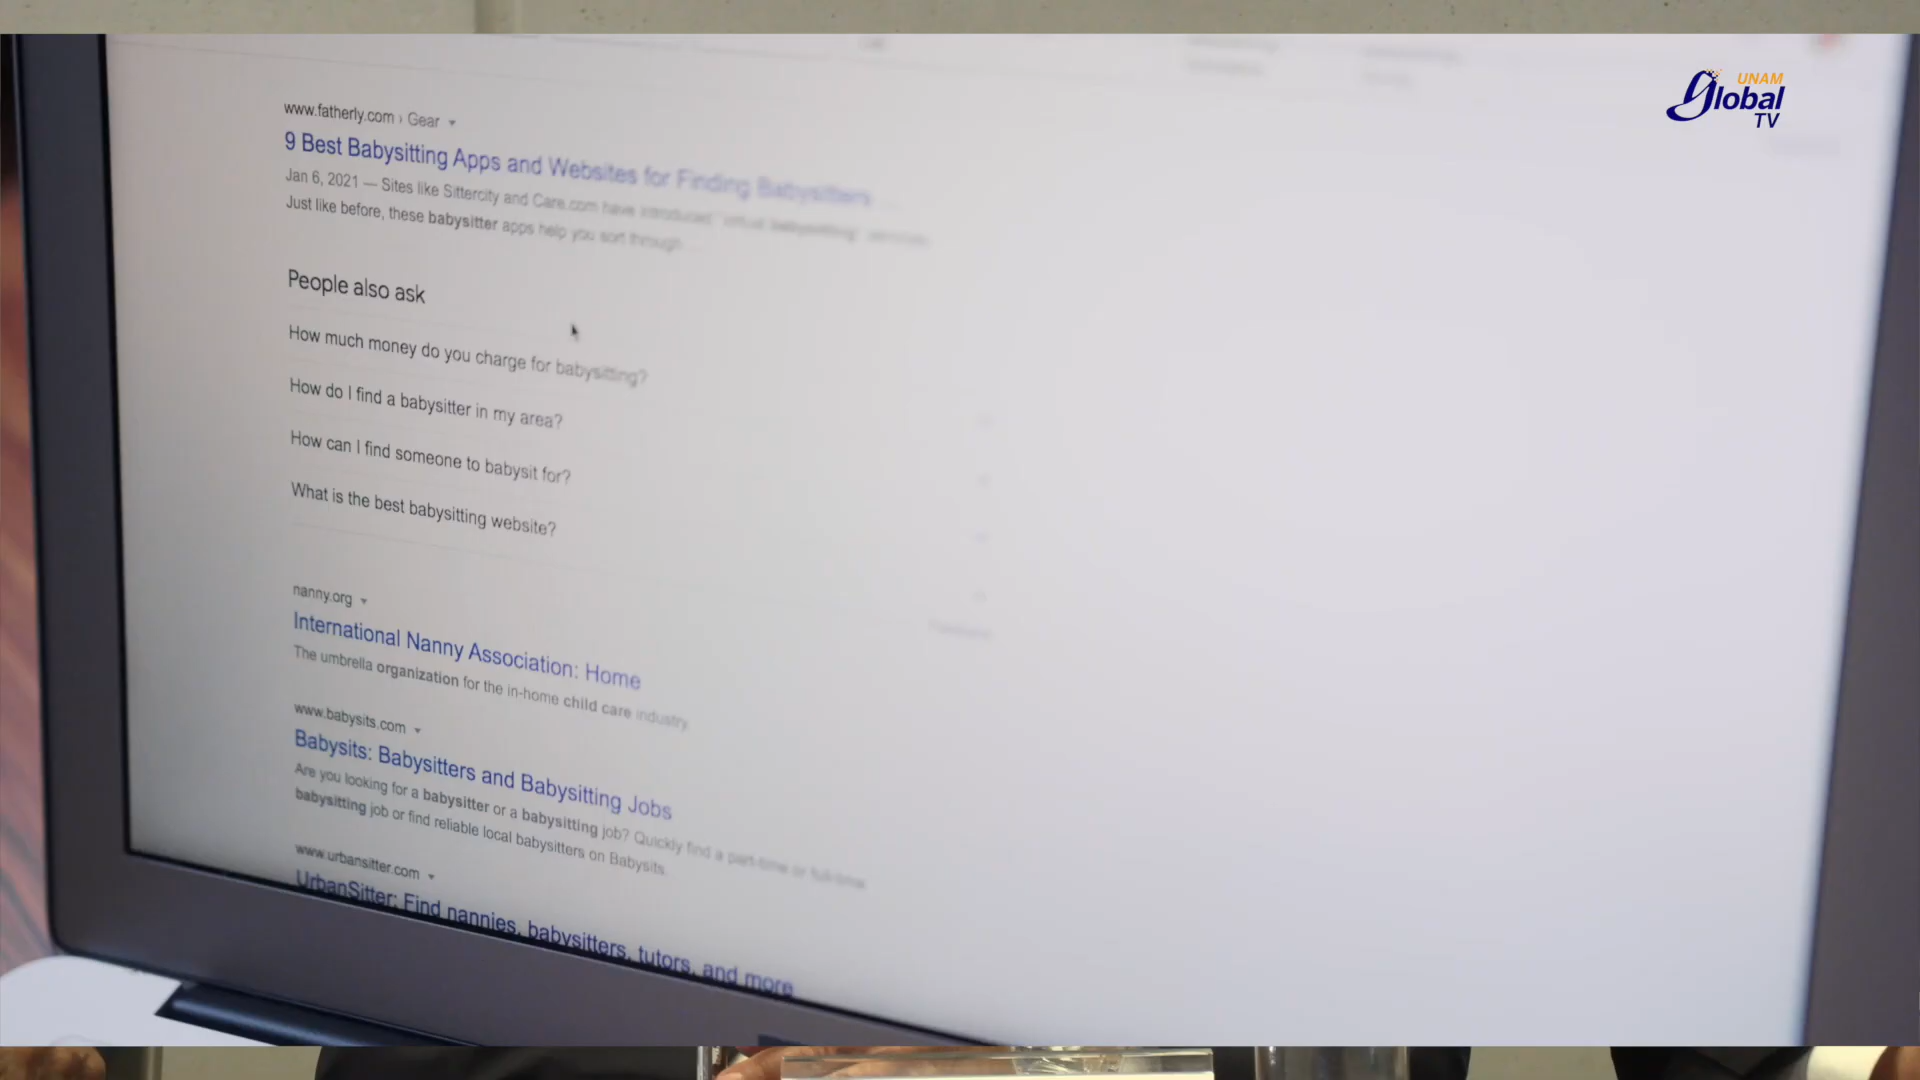 UNAM
Global
TV
www.fatherly.com › Gear
9 Best Babysitting Apps and Websites for Finding Babysitters
Jan 6, 2021 — Sites like Sittercity and Care.com have introduced "virtual babysitting" services
Just like before, these babysitter apps help you sort through
People also ask
How much money do you charge for babysitting?
How do I find a babysitter in my area?
How can I find someone to babysit for?
What is the best babysitting website?
nanny.org
International Nanny Association: Home
The umbrella organization for the in-home child care industry.
www.babysits.com
Babysits: Babysitters and Babysitting Jobs
Are you looking for a babysitter or a babysitting job? Quickly find a part-time or full-time
babysitting job or find reliable local babysitters on Babysits.
www.urbansitter.com
UrbanSitter: Find nannies, babysitters, tutors, and more